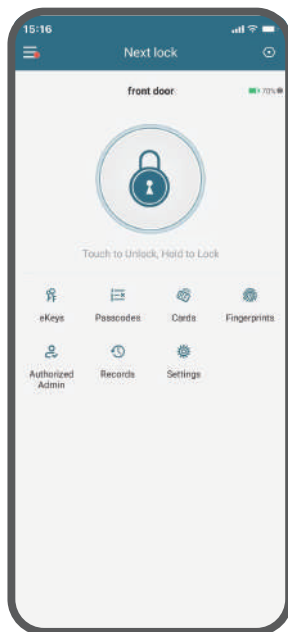 15:16
Next lock
front door
70%
Touch to Unlock, Hold to Lock
eKeys Passcodes Cards Fingerprints
Authorized Records Settings
Admin